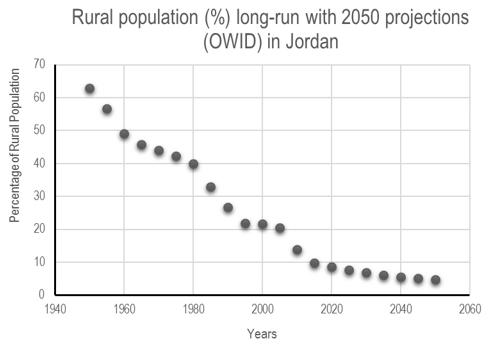 Rural population (%) long-run with 2050 projections
(OWID) in Jordan
Percentage of Rural Population
70
60
50
40
30
20
10
0
1940 1960 1980 2000 2020 2040 2060
Years